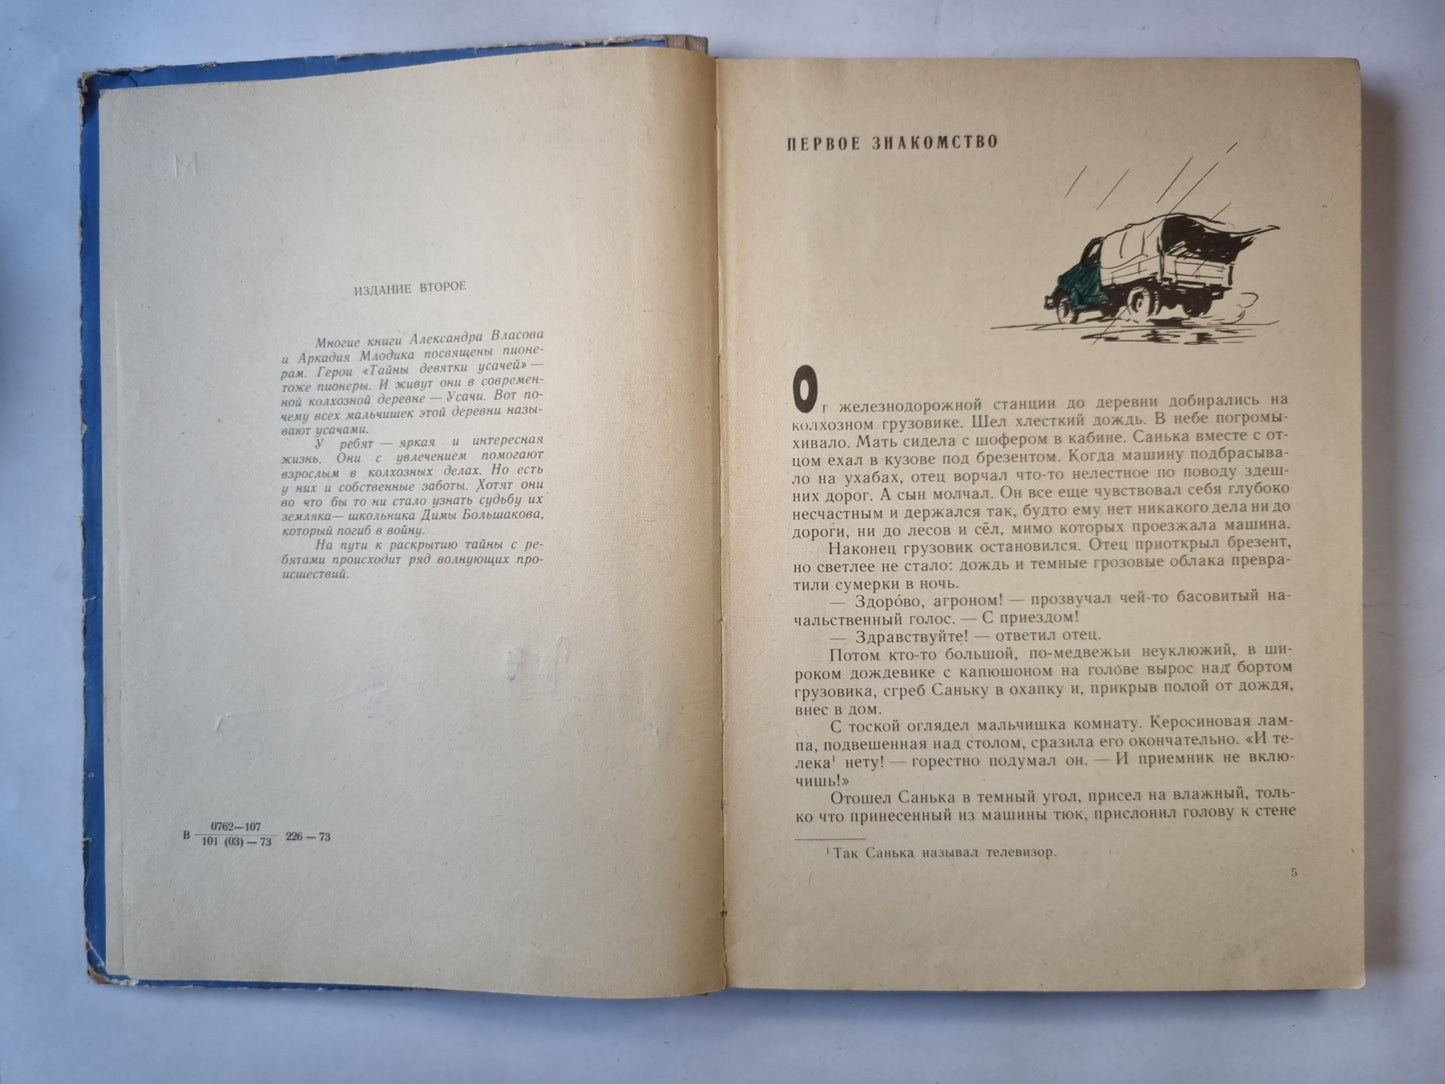 ИЗДАНИЕ ВТОРОЕ
Многие книги Александра Власова
и Аркадия Млодика посвящены пионе-
рам. Герои «Тайны девятки усачей» —
тоже пионеры. И живут они в современ-
ной колхозной деревне — Усачи. Вот по-
чему всех мальчишек этой деревни назы-
вают усачами.
У ребят — яркая и интересная
жизнь. Они с увлечением помогают
взрослым в колхозных делах. Но есть
у них и собственные заботы. Хотят они
во что бы то ни стало узнать судьбу их
земляка— школьника Димы Большакова,
который погиб в войну.
На пути к раскрытию тайны с ре-
бятами происходит ряд волнующих про-
исшествий.
В 0762—107
101 (03) — 73 226 — 73
ПЕРВОЕ ЗНАКОМСТВО
От железнодорожной станции до деревни добирались на
колхозном грузовике. Шел хлесткий дождь. В небе погромы-
хивало. Мать сидела с шофером в кабине. Санька вместе с от-
цом ехал в кузове под брезентом. Когда машину подбрасыва-
ло на ухабах, отец ворчал что-то нелестное по поводу здеш-
них дорог. А сын молчал. Он все еще чувствовал себя глубоко
несчастным и держался так, будто ему нет никакого дела ни до
дороги, ни до лесов и сёл, мимо которых проезжала машина.
Наконец грузовик остановился. Отец приоткрыл брезент,
но светлее не стало: дождь и темные грозовые облака превра-
тили сумерки в ночь.
— Здоро́во, агроном! — прозвучал чей-то басовитый на-
чальственный голос. — С приездом!
— Здравствуйте! — ответил отец.
Потом кто-то большой, по-медвежьи неуклюжий, в ши-
роком дождевике с капюшоном на голове вырос над бортом
грузовика, сгреб Саньку в охапку и, прикрыв полой от дождя,
внес в дом.
С тоской оглядел мальчишка комнату. Керосиновая лам-
па, подвешенная над столом, сразила его окончательно. «И те-
лека¹ нету! — горестно подумал он. — И приемник не вклю-
чишь!»
Отошел Санька в темный угол, присел на влажный, толь-
ко что принесенный из машины тюк, прислонил голову к стене
¹ Так Санька называл телевизор.
5